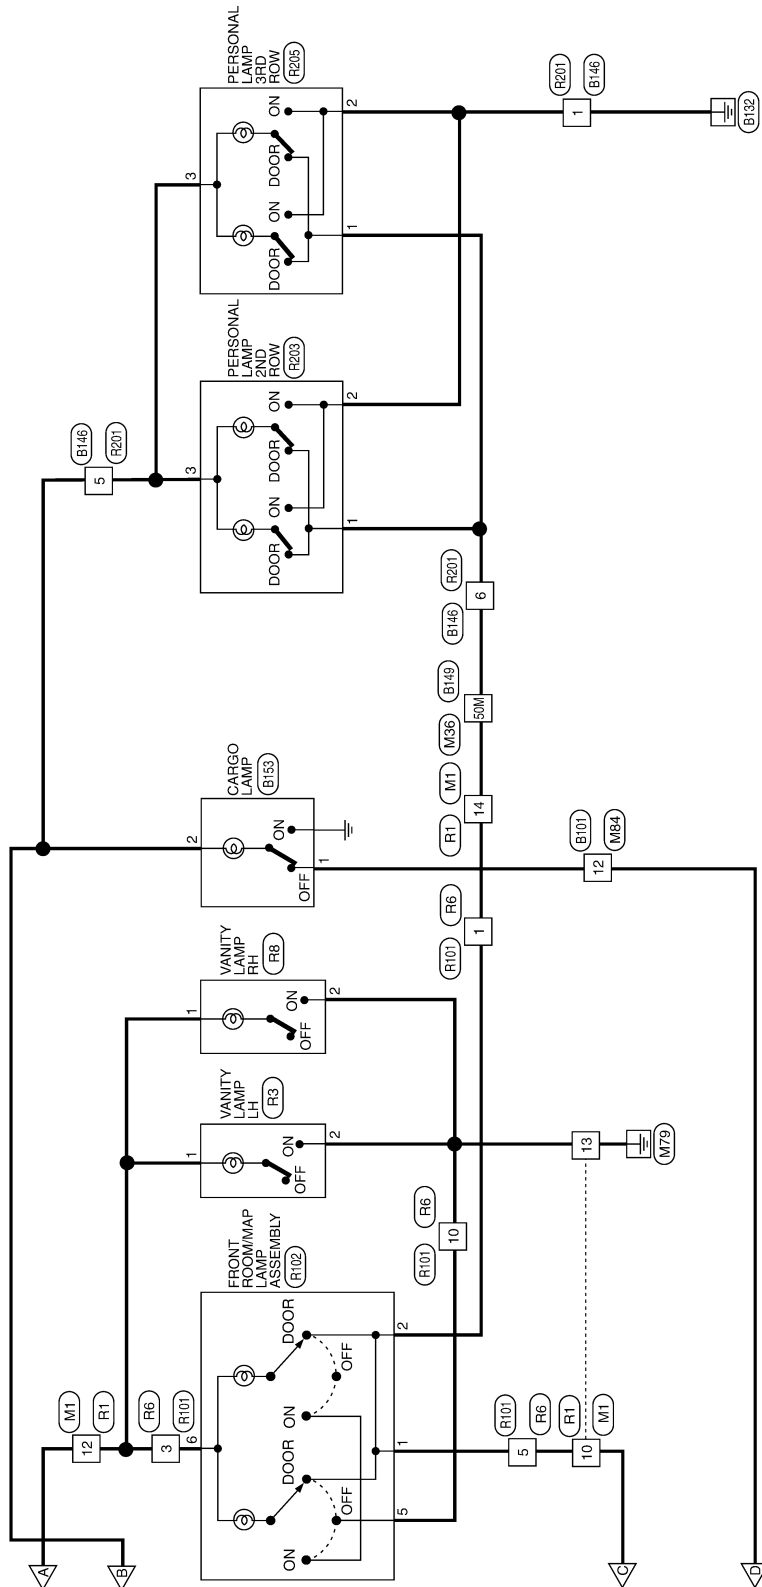 A
B
M1
12
R1
R6
3
R101
6
FRONT
ROOM/MAP
LAMP
ASSEMBLY
R102
ON
DOOR
OFF
ON
DOOR
OFF
5
1
2
R101
5
R6
R1
10
M1
C
D
R101
10
R6
VANITY
LAMP
LH
R3
1
OFF
ON
2
13
M79
VANITY
LAMP
RH
R8
1
OFF
ON
2
R101
1
R6
CARGO
LAMP
B153
2
OFF
ON
1
B101
12
M84
R1
14
M1
M36
50M
B149
B146
6
R201
B146
5
R201
PERSONAL
LAMP
2ND
ROW
R203
3
DOOR
ON
DOOR
ON
1
2
PERSONAL
LAMP
3RD
ROW
R205
3
DOOR
ON
DOOR
ON
1
2
R201
1
B146
B132